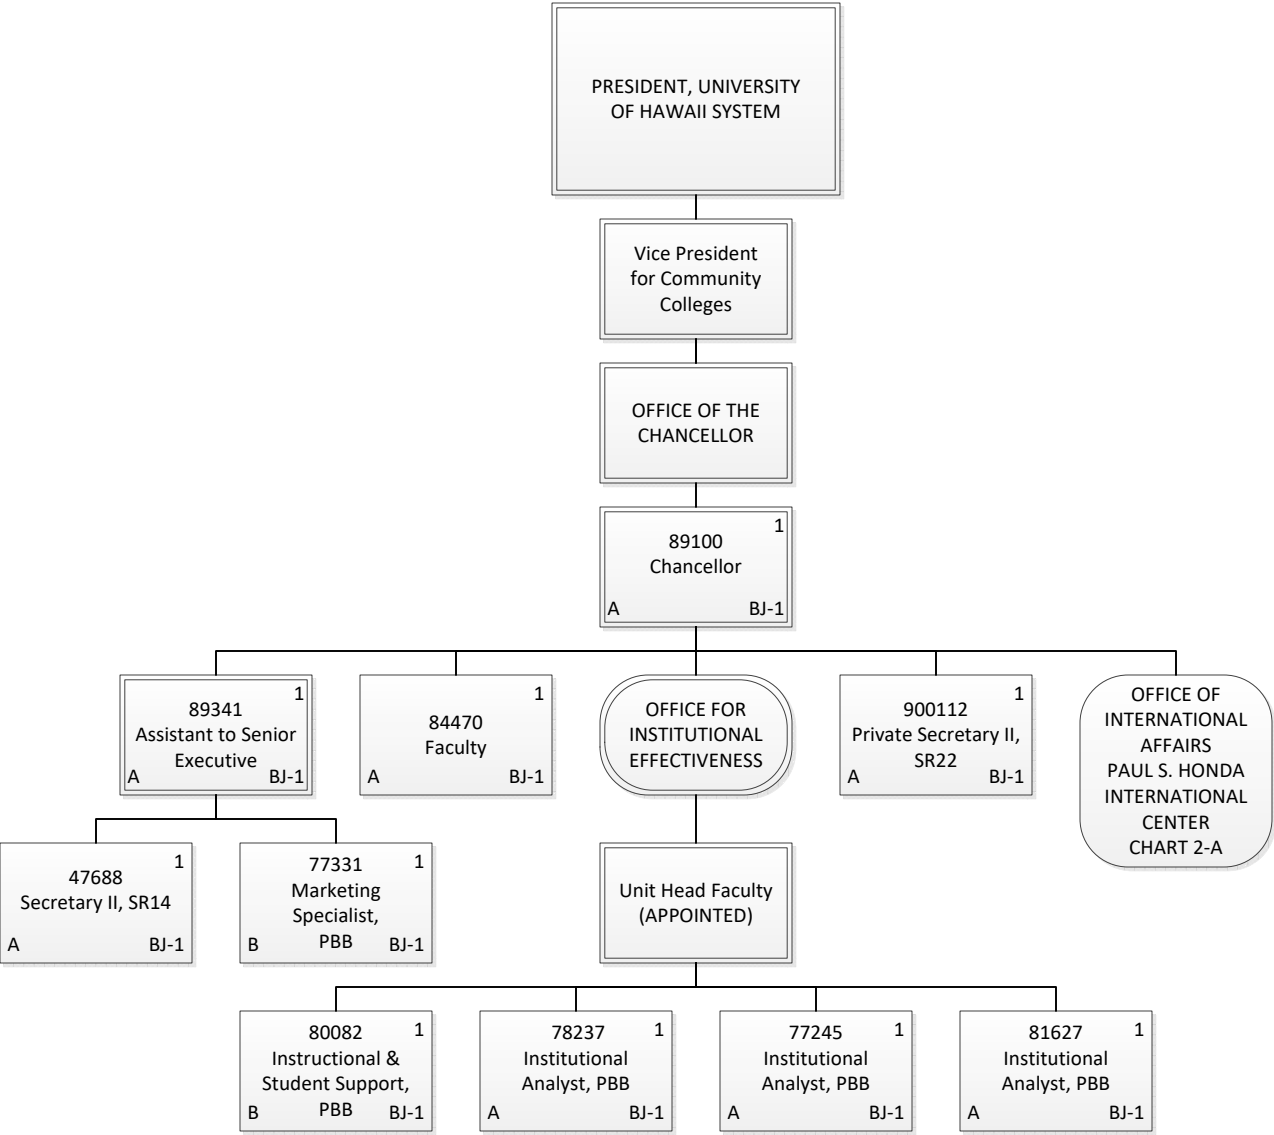 PRESIDENT, UNIVERSITY
OF HAWAII SYSTEM
Vice President
for Community
Colleges
OFFICE OF THE
CHANCELLOR
1
89100
Chancellor
A BJ-1
1
89341
Assistant to Senior
Executive
A BJ-1
1
84470
Faculty
A BJ-1
OFFICE FOR
INSTITUTIONAL
EFFECTIVENESS
1
900112
Private Secretary II,
SR22
A BJ-1
OFFICE OF
INTERNATIONAL
AFFAIRS
PAUL S. HONDA
INTERNATIONAL
CENTER
CHART 2-A
1
47688
Secretary II, SR14
A BJ-1
77331 1
Marketing
Specialist,
PBB
B BJ-1
Unit Head Faculty
(APPOINTED)
80082 1
Instructional &
Student Support,
PBB
B BJ-1
78237 1
Institutional
Analyst, PBB
A BJ-1
77245 1
Institutional
Analyst, PBB
A BJ-1
81627 1
Institutional
Analyst, PBB
A BJ-1